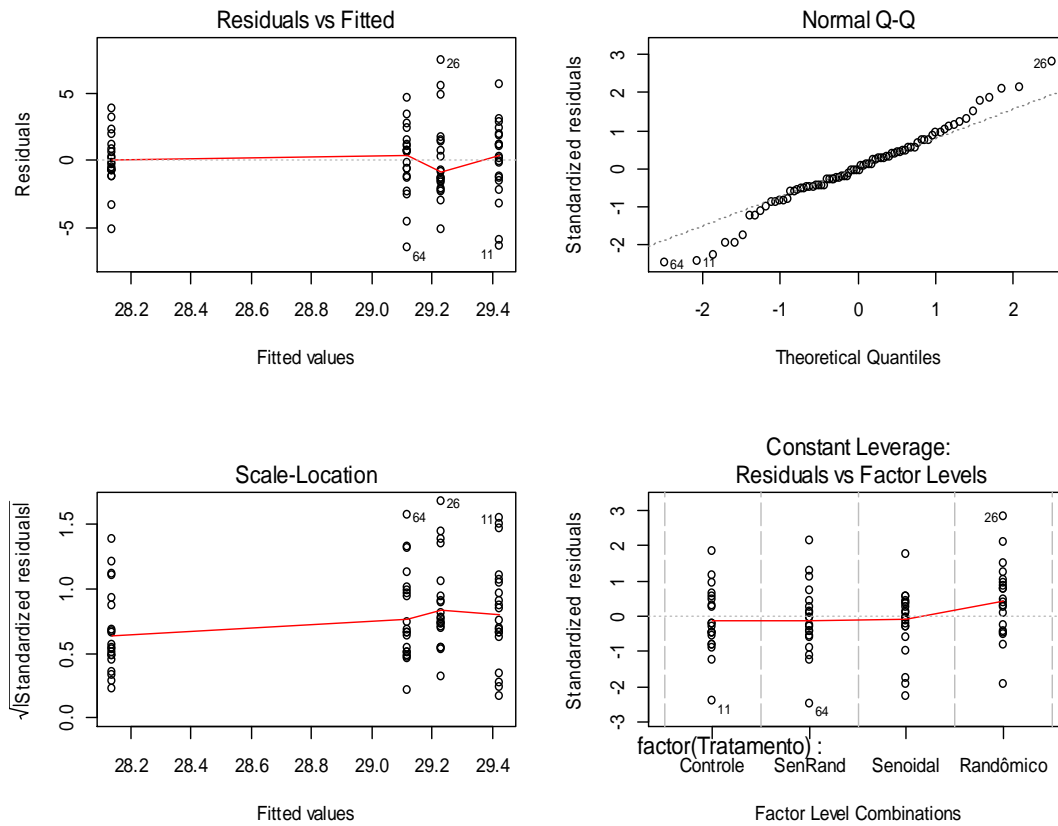 Residuals vs Fitted
Residuals
5
0
-5
26
64
11
28.2 28.4 28.6 28.8 29.0 29.2 29.4
Fitted values
Normal Q-Q
Standardized residuals
3
2
1
0
-1
-2
26
64
11
-2 -1 0 1 2
Theoretical Quantiles
Scale-Location
√|Standardized residuals|
1.5
1.0
0.5
0.0
64
26
11
28.2 28.4 28.6 28.8 29.0 29.2 29.4
Fitted values
Constant Leverage:
Residuals vs Factor Levels
Standardized residuals
3
2
1
0
-1
-2
-3
26
11
64
factor(Tratamento) :
Controle SenRand Senoidal Randômico
Factor Level Combinations